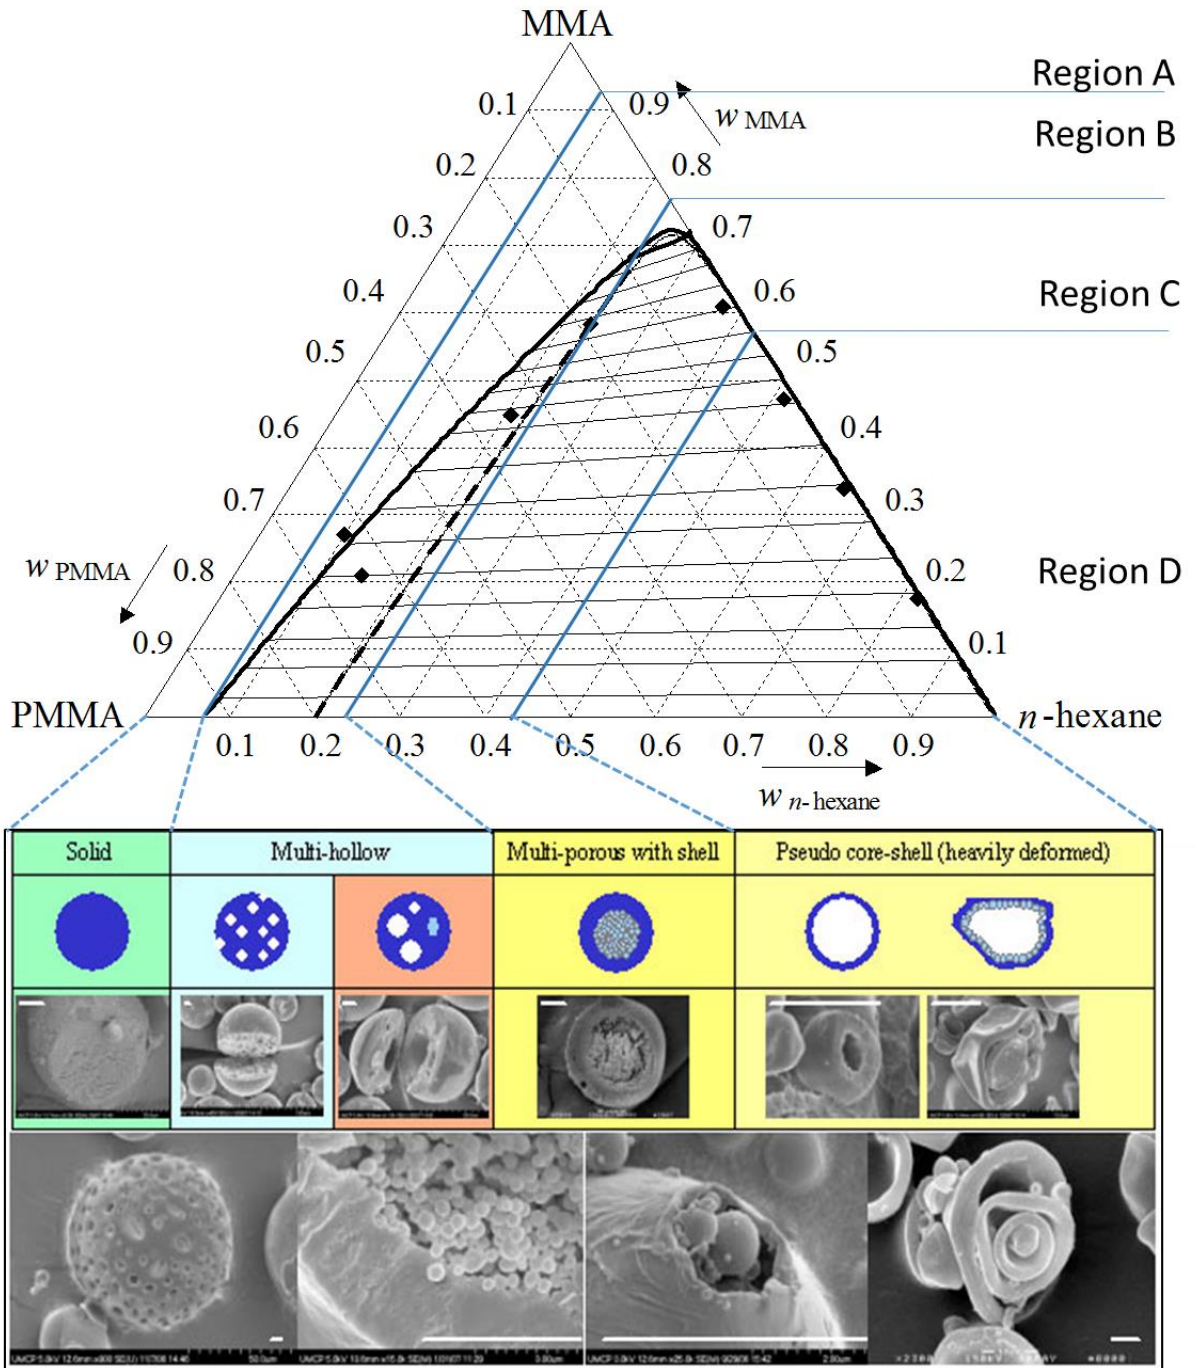 MMA
Region A
0.1
0.9
w MMA
Region B
0.2
0.8
0.3
0.7
0.4
0.6
Region C
0.5
0.5
0.6
0.4
0.7
0.3
w PMMA
0.8
0.2
Region D
0.9
0.1
PMMA
n-hexane
0.1 0.2 0.3 0.4 0.5 0.6 0.7 0.8 0.9
w n-hexane
Solid
Multi-hollow
Multi-porous with shell
Pseudo core-shell (heavily deformed)